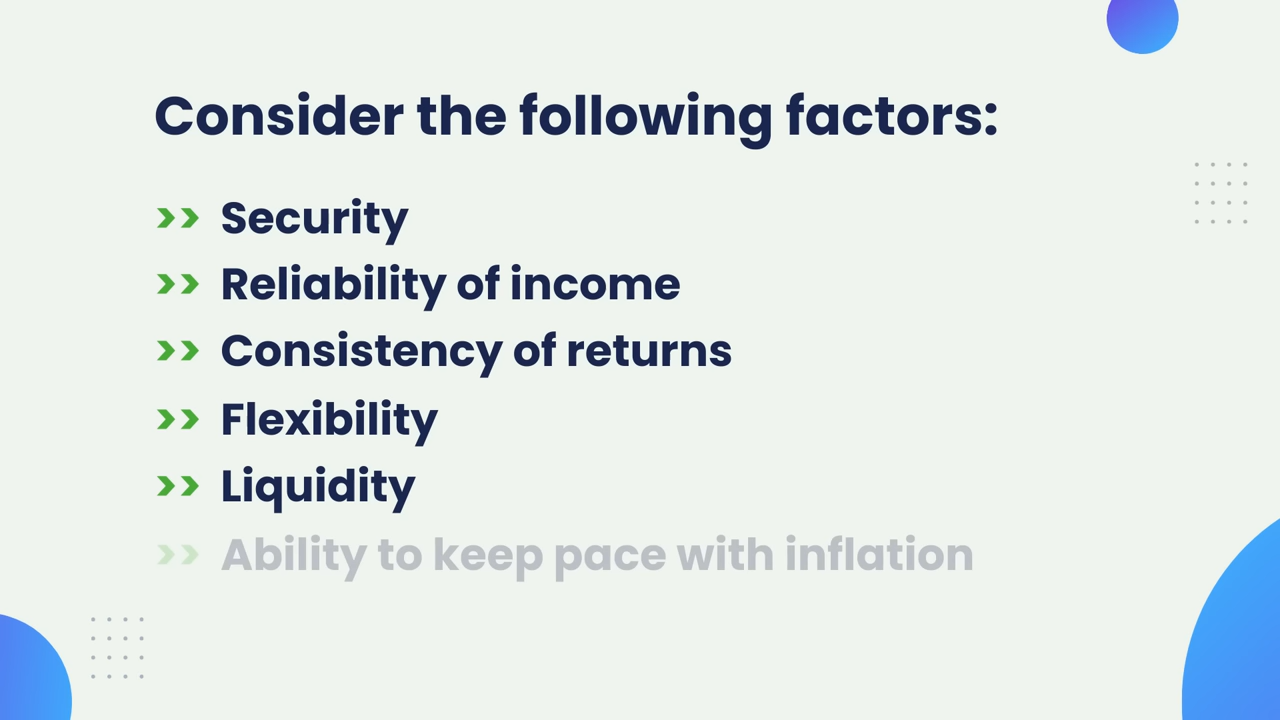 Consider the following factors:
Security
Reliability of income
Consistency of returns
Flexibility
Liquidity
Ability to keep pace with inflation